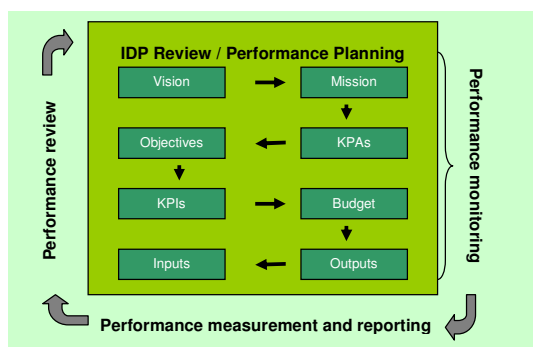 IDP Review / Performance Planning
Vision
Mission
Objectives
KPAs
KPIs
Budget
Inputs
Outputs
Performance monitoring
Performance measurement and reporting
Performance review